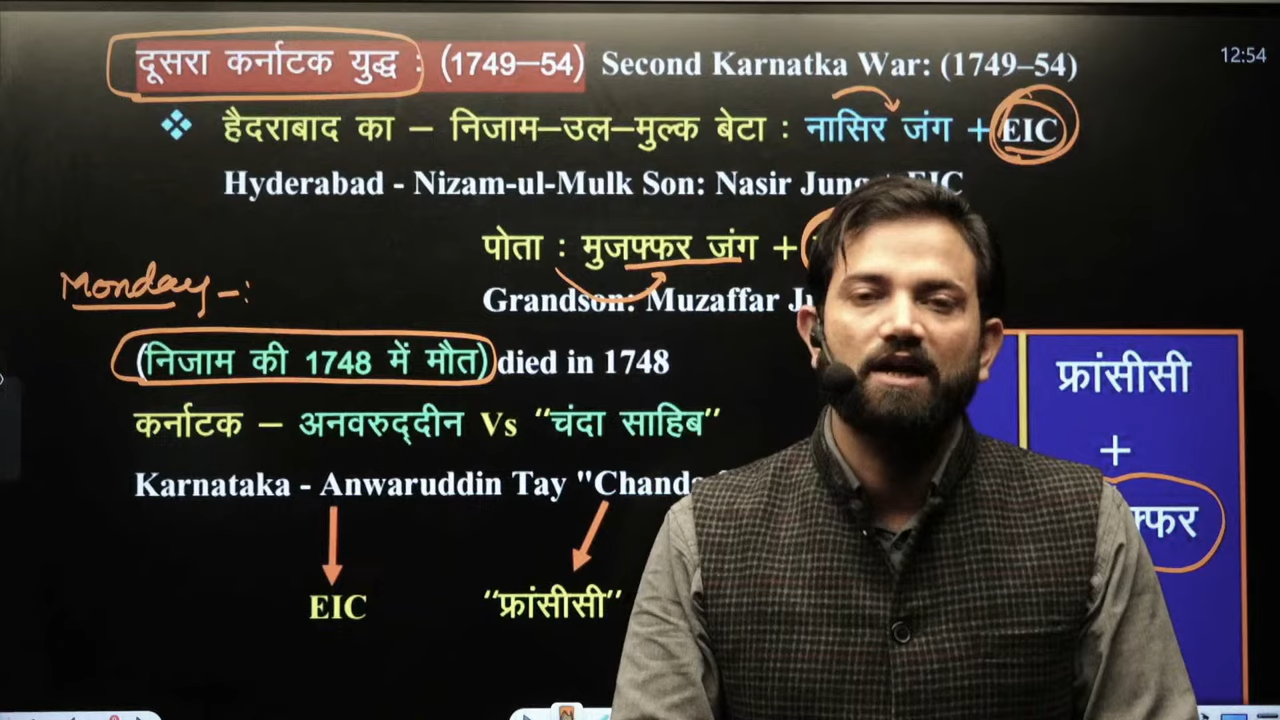 दूसरा कर्नाटक युद्ध : (1749–54) Second Karnatka War: (1749–54)
12:54
❖ हैदराबाद का – निजाम–उल–मुल्क बेटा : नासिर जंग + EIC
Hyderabad - Nizam-ul-Mulk Son: Nasir Jung + EIC
पोता : मुजफ्फर जंग +
Monday -:
Grandson: Muzaffar
(निजाम की 1748 में मौत) died in 1748
फ्रांसीसी
+
कर्नाटक – अनवरुद्दीन Vs "चंदा साहिब"
Karnataka - Anwaruddin Tay "Chanda
EIC "फ्रांसीसी"